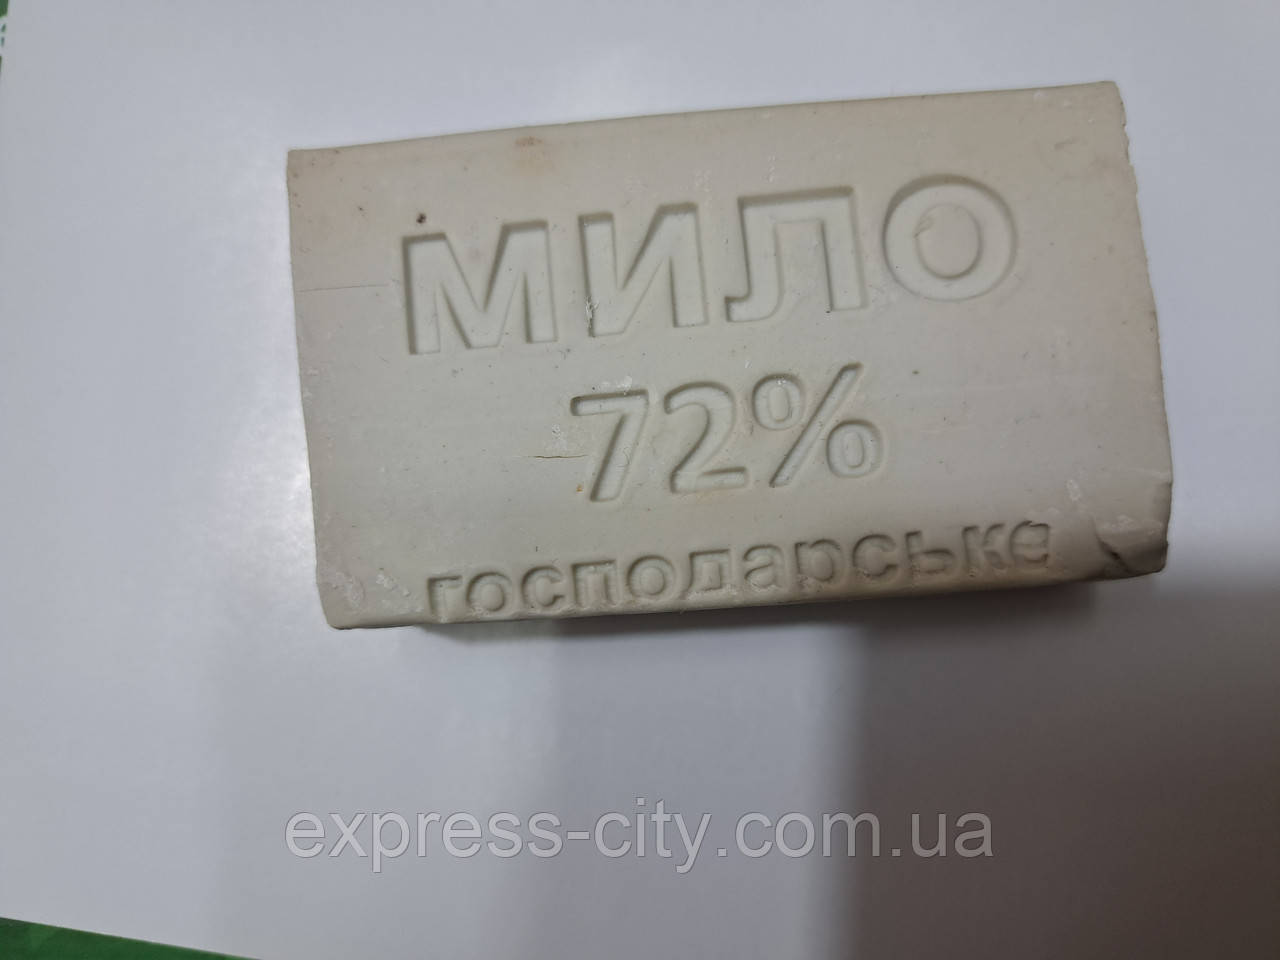 МИЛО
72%
господарське
express-city.com.ua